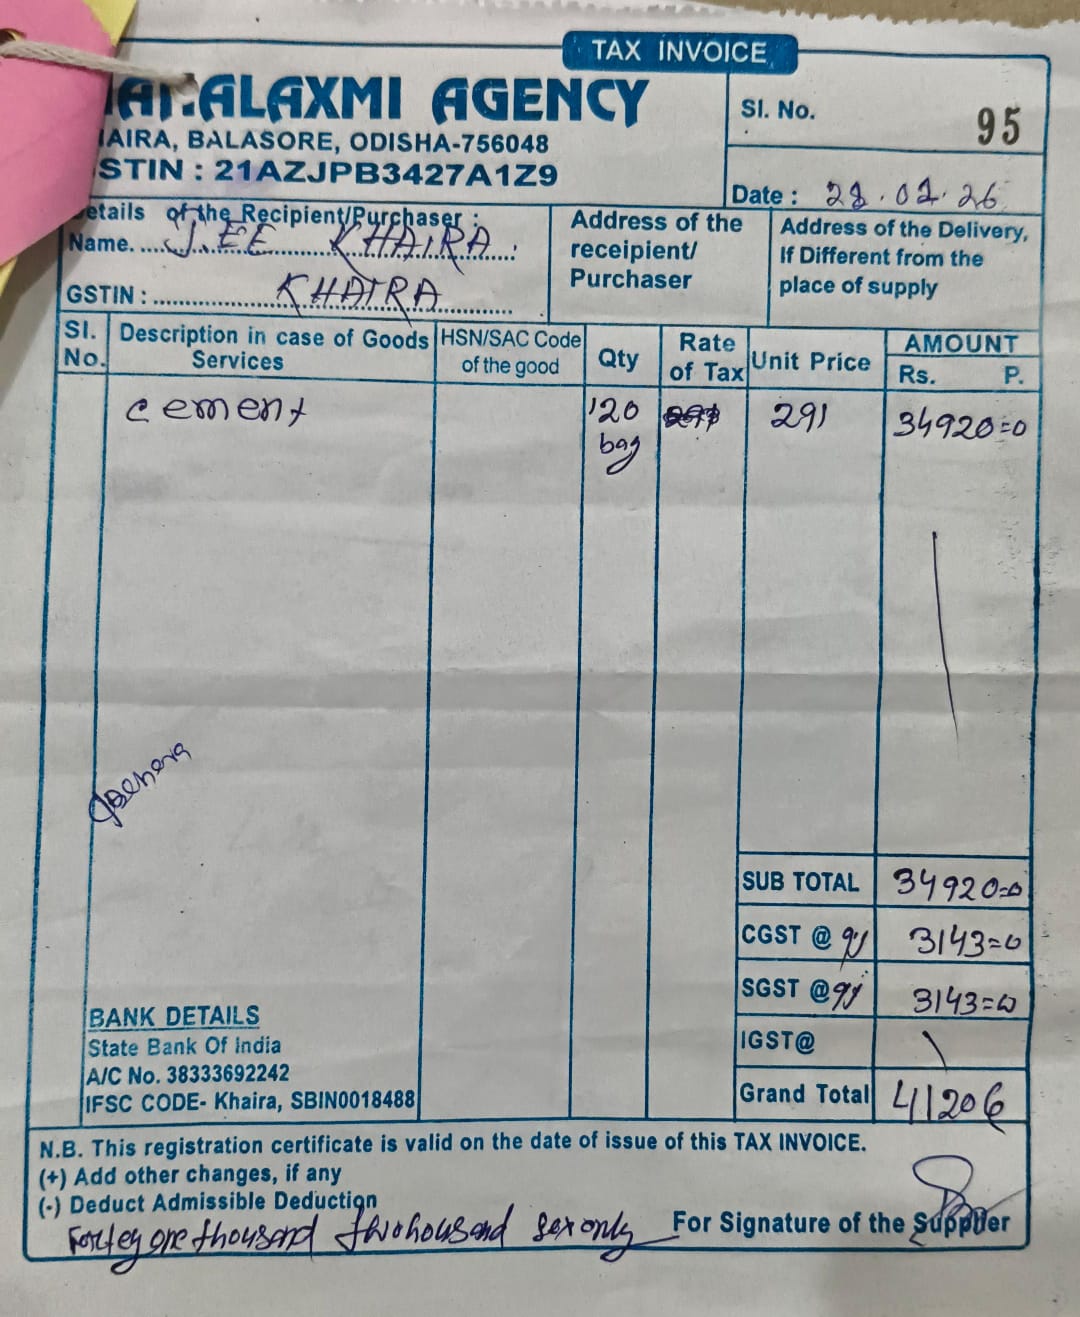 TAX INVOICE
ALAXMI AGENCY
AIRA, BALASORE, ODISHA-756048
STIN : 21AZJPB3427A1Z9
Sl. No. 95
Date : 28.02.26
etails of the Recipient/Purchaser :
Name. J.EE KHAIRA
GSTIN : KHAIRA
Address of the receipient/ Purchaser
Address of the Delivery, If Different from the place of supply
Sl. No. Description in case of Goods Services HSN/SAC Code of the good Qty Rate of Tax Unit Price AMOUNT Rs. P.
cement 120 bag 291 34920=0
Behera
SUB TOTAL 34920=0
CGST @ 9% 3143=0
SGST @ 9% 3143=0
IGST@
Grand Total 41206
BANK DETAILS
State Bank Of India
A/C No. 38333692242
IFSC CODE- Khaira, SBIN0018488
N.B. This registration certificate is valid on the date of issue of this TAX INVOICE.
(+) Add other changes, if any
(-) Deduct Admissible Deduction
one thousand only
For Signature of the Supplier